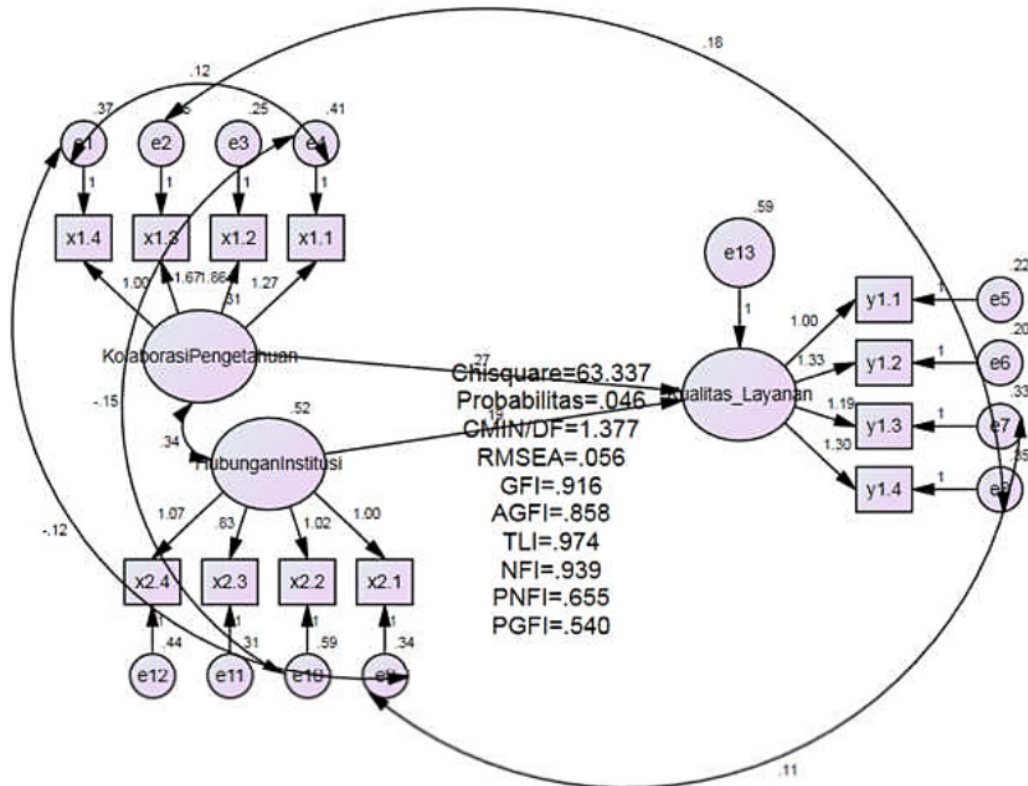 .18
.12
.37
.25
.41
e1
e2
e3
e4
1
1
1
1
x1.4
x1.3
x1.2
x1.1
1.00
1.67
1.86
1.27
.31
KolaborasiPengetahuan
.59
e13
1
.22
y1.1
1
e5
.20
1.00
y1.2
1
e6
1.33
.33
1.19
y1.3
1
e7
1.30
.35
y1.4
1
e8
Kualitas_Layanan
.27
.19
Chisquare=63.337
Probabilitas=.046
CMIN/DF=1.377
RMSEA=.056
GFI=.916
AGFI=.858
TLI=.974
NFI=.939
PNFI=.655
PGFI=.540
-.15
.52
.34
HubunganInstitusi
-.12
1.07
.83
1.02
1.00
x2.4
x2.3
x2.2
x2.1
1
1
1
1
.44
.31
.59
.34
e12
e11
e10
e9
.11